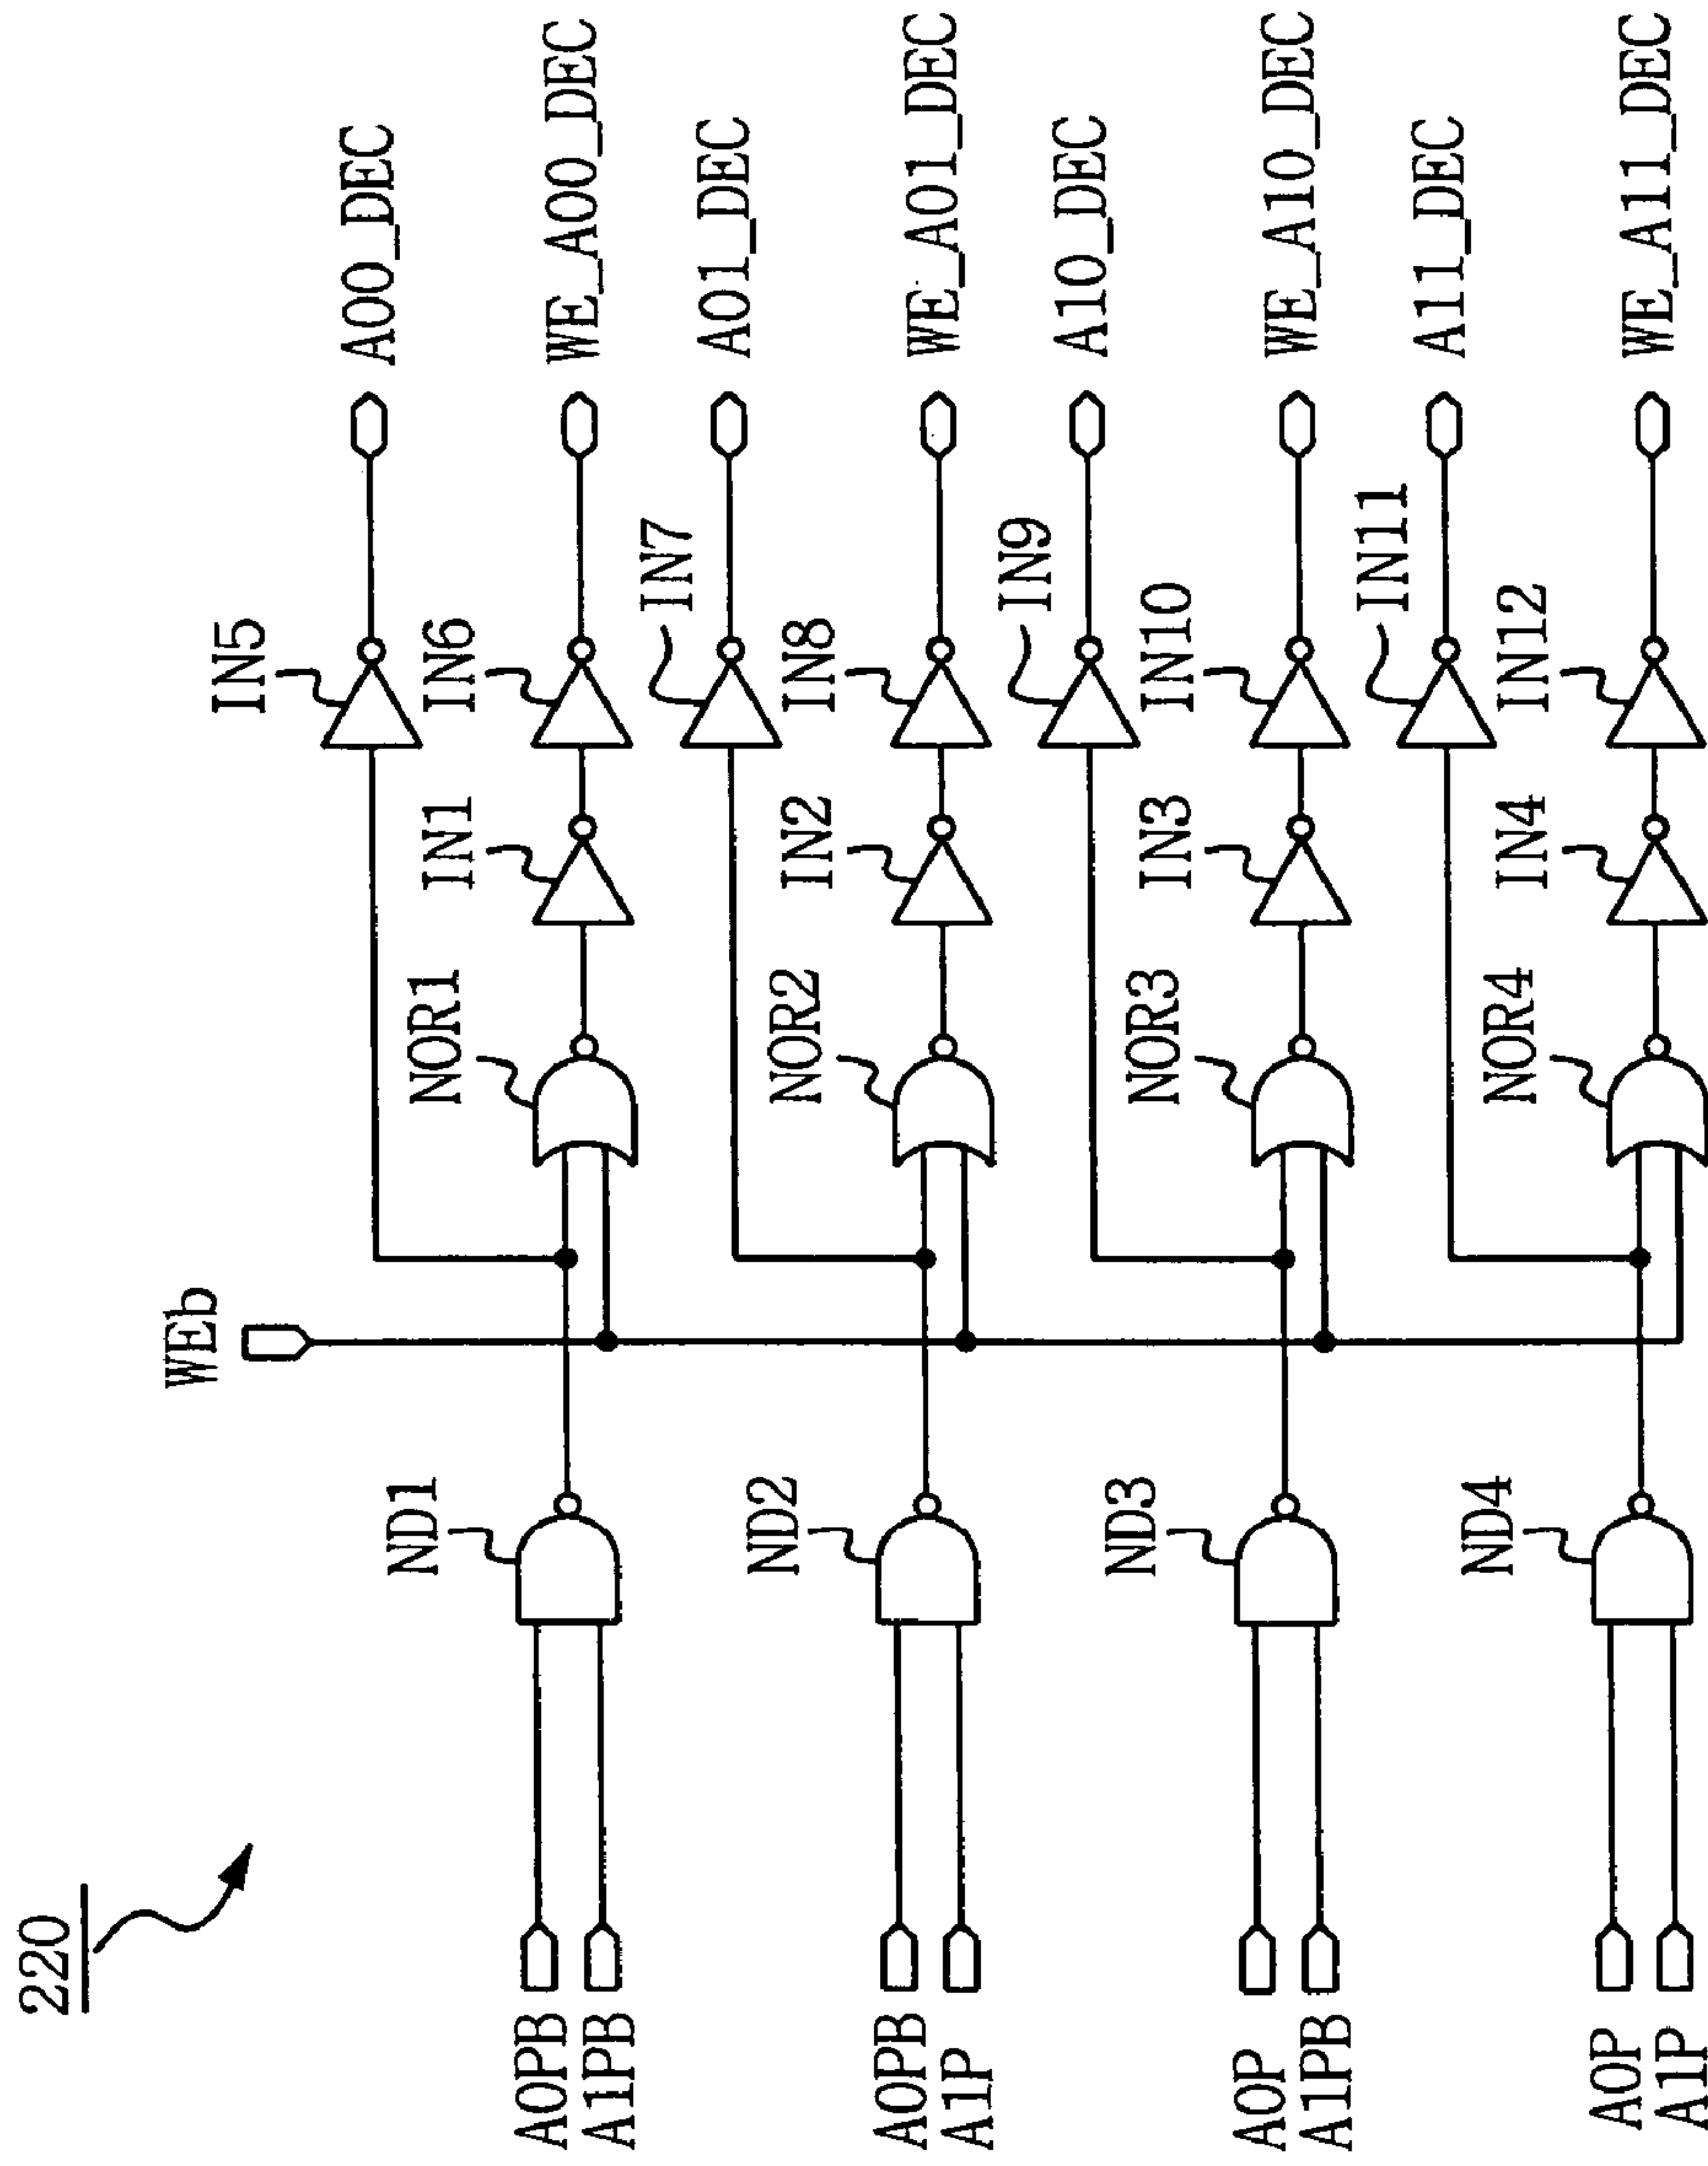 220
WEb
A0PB
A1PB
ND1
NOR1
IN1
IN5
IN6
A00_DEC
WE_A00_DEC
A0PB
A1P
ND2
NOR2
IN2
IN7
IN8
A01_DEC
WE_A01_DEC
A0P
A1PB
ND3
NOR3
IN3
IN9
IN10
A10_DEC
WE_A10_DEC
A0P
A1P
ND4
NOR4
IN4
IN11
IN12
A11_DEC
WE_A11_DEC